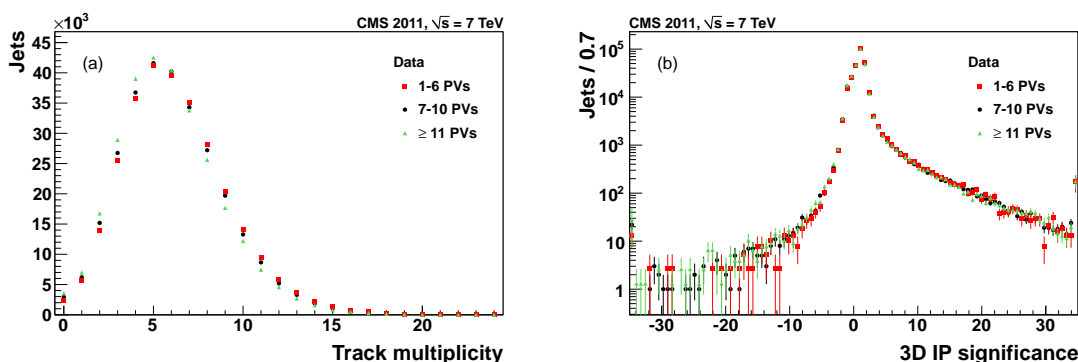 ×10³
CMS 2011, √s = 7 TeV
Jets
45
40
35
30
25
20
15
10
5
0
(a)
Data
1-6 PVs
7-10 PVs
≥ 11 PVs
0 5 10 15 20
Track multiplicity
CMS 2011, √s = 7 TeV
Jets / 0.7
10⁵
10⁴
10³
10²
10
1
(b)
Data
1-6 PVs
7-10 PVs
≥ 11 PVs
-30 -20 -10 0 10 20 30
3D IP significance